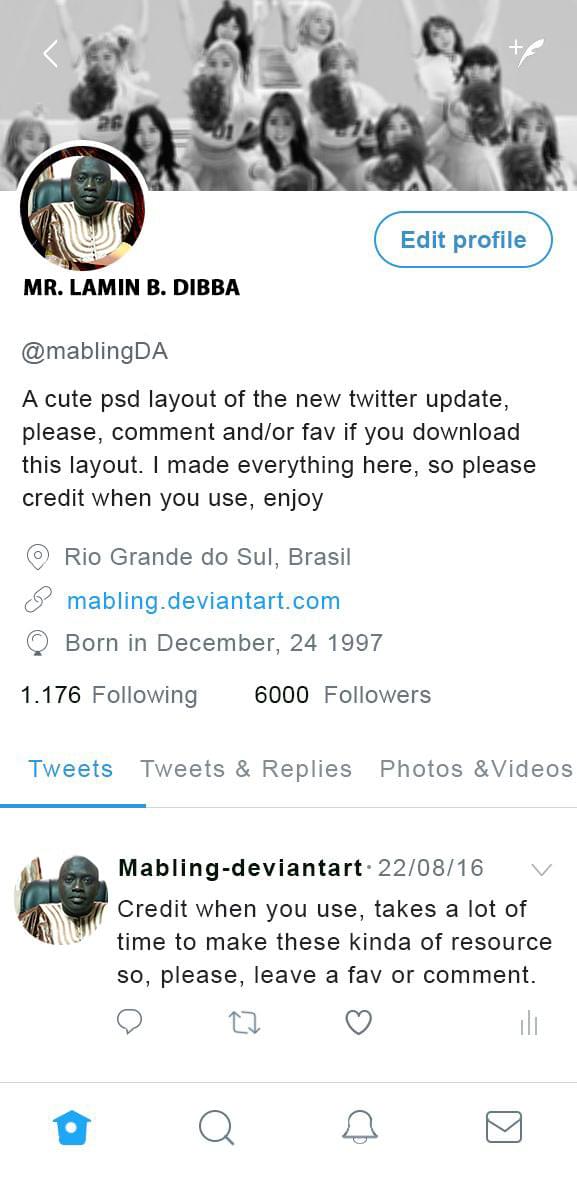 26
01
Edit profile
MR. LAMIN B. DIBBA
@mablingDA
A cute psd layout of the new twitter update,
please, comment and/or fav if you download
this layout. I made everything here, so please
credit when you use, enjoy
Rio Grande do Sul, Brasil
mabling.deviantart.com
Born in December, 24 1997
1.176 Following 6000 Followers
Tweets Tweets & Replies Photos &Videos
Mabling-deviantart · 22/08/16
Credit when you use, takes a lot of
time to make these kinda of resource
so, please, leave a fav or comment.